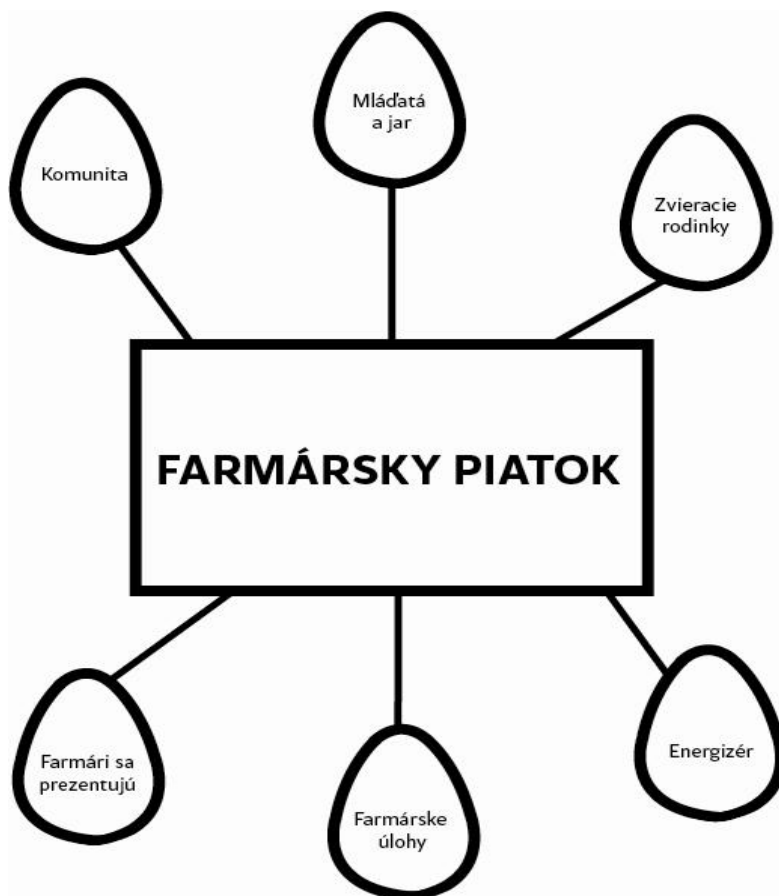 Mláďatá
a jar
Komunita
Zvieracie
rodinky
FARMÁRSKY PIATOK
Farmári sa
prezentujú
Farmárske
úlohy
Energizér